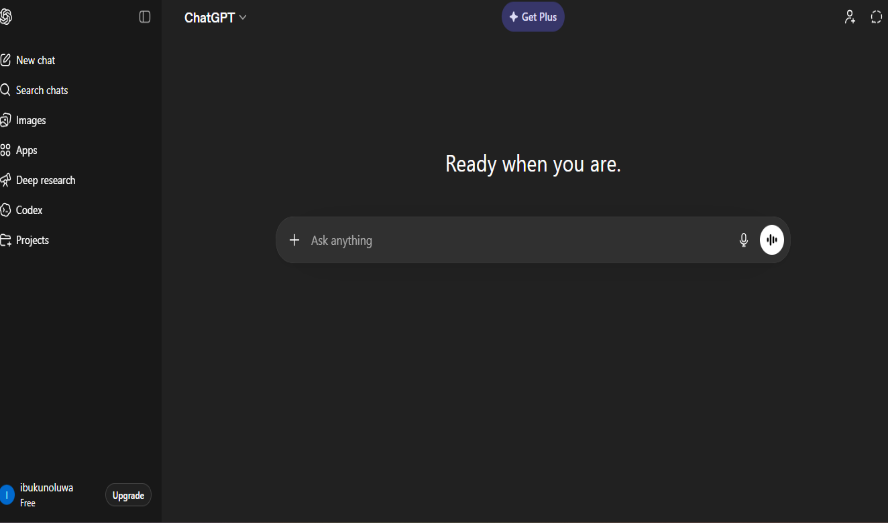 ChatGPT
Get Plus
New chat
Search chats
Images
Apps
Deep research
Codex
Projects
Ready when you are.
Ask anything
I
ibukunoluwa
Free
Upgrade